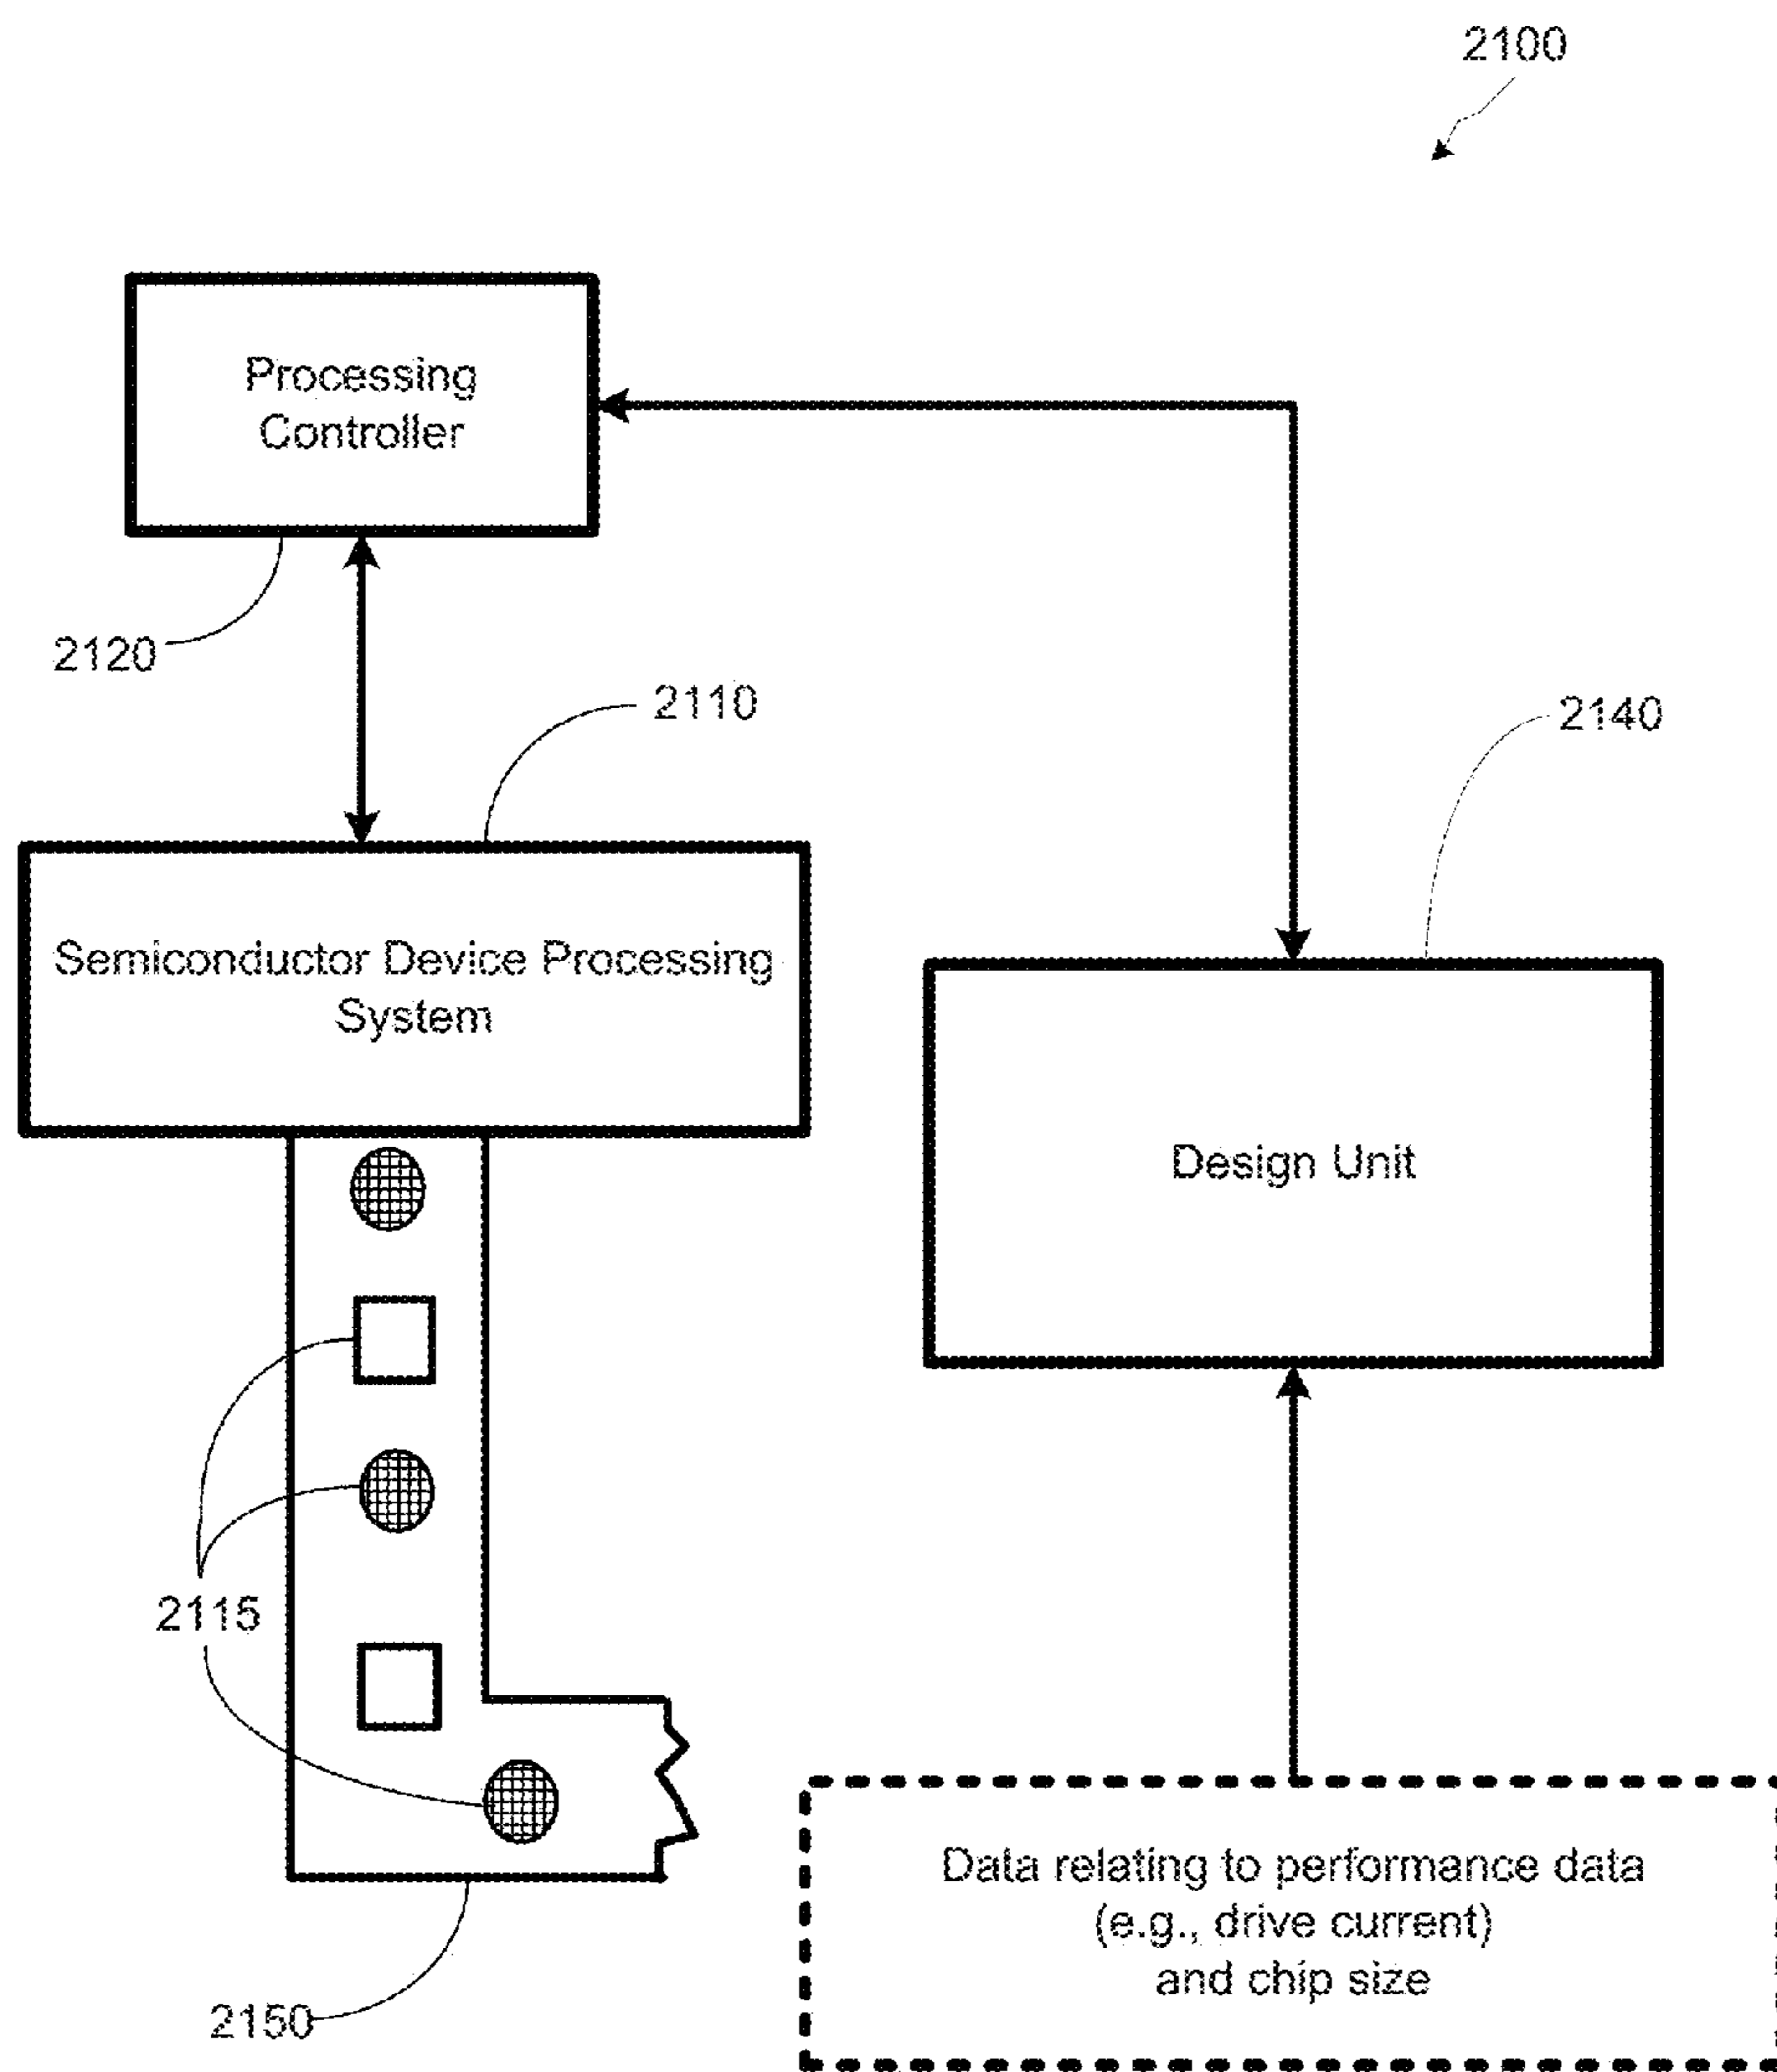 2100
Processing
Controller
2120
2110
2140
Semiconductor Device Processing
System
Design Unit
2115
Data relating to performance data
(e.g., drive current)
and chip size
2150